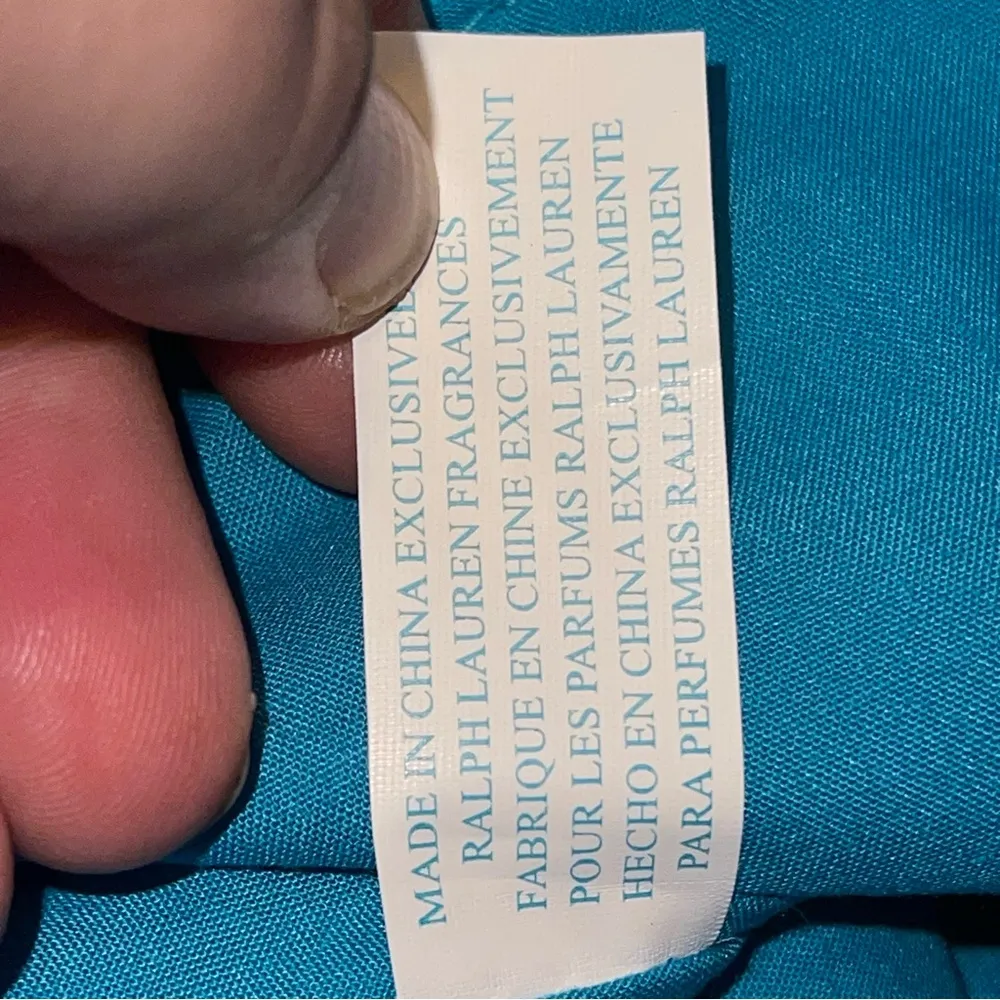 MADE IN CHINA EXCLUSIVEL
RALPH LAUREN FRAGRANCES
FABRIQUE EN CHINE EXCLUSIVEMENT
POUR LES PARFUMS RALPH LAUREN
HECHO EN CHINA EXCLUSIVAMENTE
PARA PERFUMES RALPH LAUREN